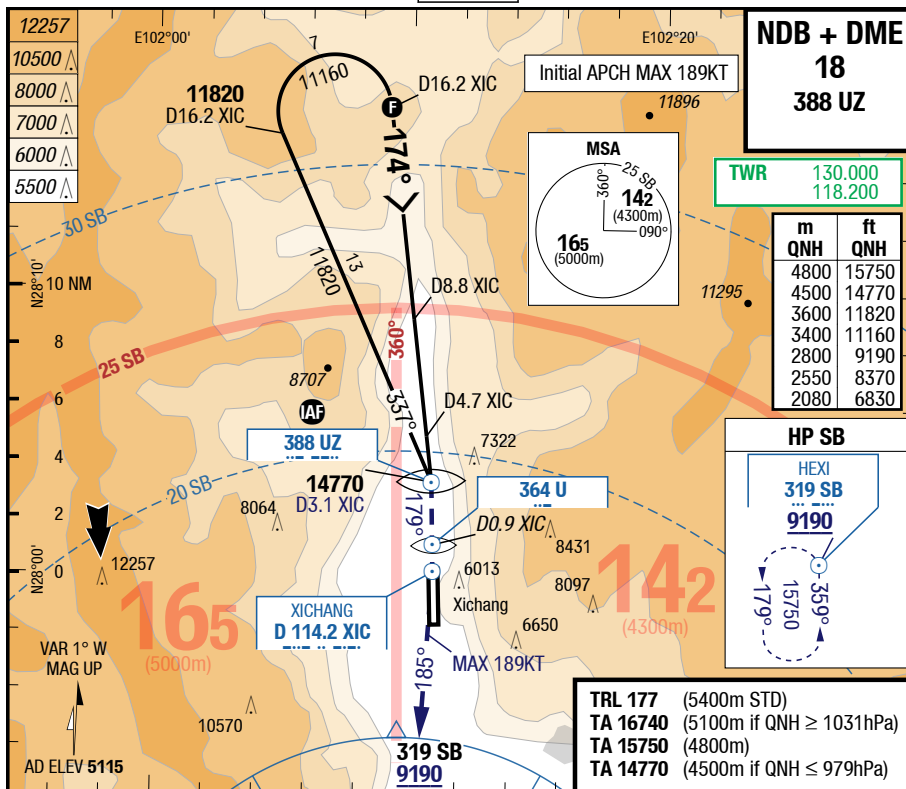 12257
10500
8000
7000
6000
5500
E102°00'
E102°20'
NDB + DME
18
388 UZ
Initial APCH MAX 189KT
7
11160
11820
D16.2 XIC
F
D16.2 XIC
174°
11896
MSA
25 SB
360°
142
(4300m)
090°
165
(5000m)
TWR 130.000
118.200
m ft
QNH QNH
4800 15750
4500 14770
3600 11820
3400 11160
2800 9190
2550 8370
2080 6830
30 SB
N28°10'
10 NM
13
11820
D8.8 XIC
11295
25 SB
360°
8
8707
337°
6
IAF
D4.7 XIC
388 UZ
4
7322
14770
D3.1 XIC
20 SB
364 U
179°
2
8064
D0.9 XIC
8431
N28°00'
0
12257
6013
8097
165
(5000m)
142
(4300m)
XICHANG
D 114.2 XIC
Xichang
6650
MAX 189KT
185°
VAR 1° W
MAG UP
10570
AD ELEV 5115
319 SB
9190
HP SB
HEXI
319 SB
9190
179°
15750
359°
TRL 177 (5400m STD)
TA 16740 (5100m if QNH ≥ 1031hPa)
TA 15750 (4800m)
TA 14770 (4500m if QNH ≤ 979hPa)